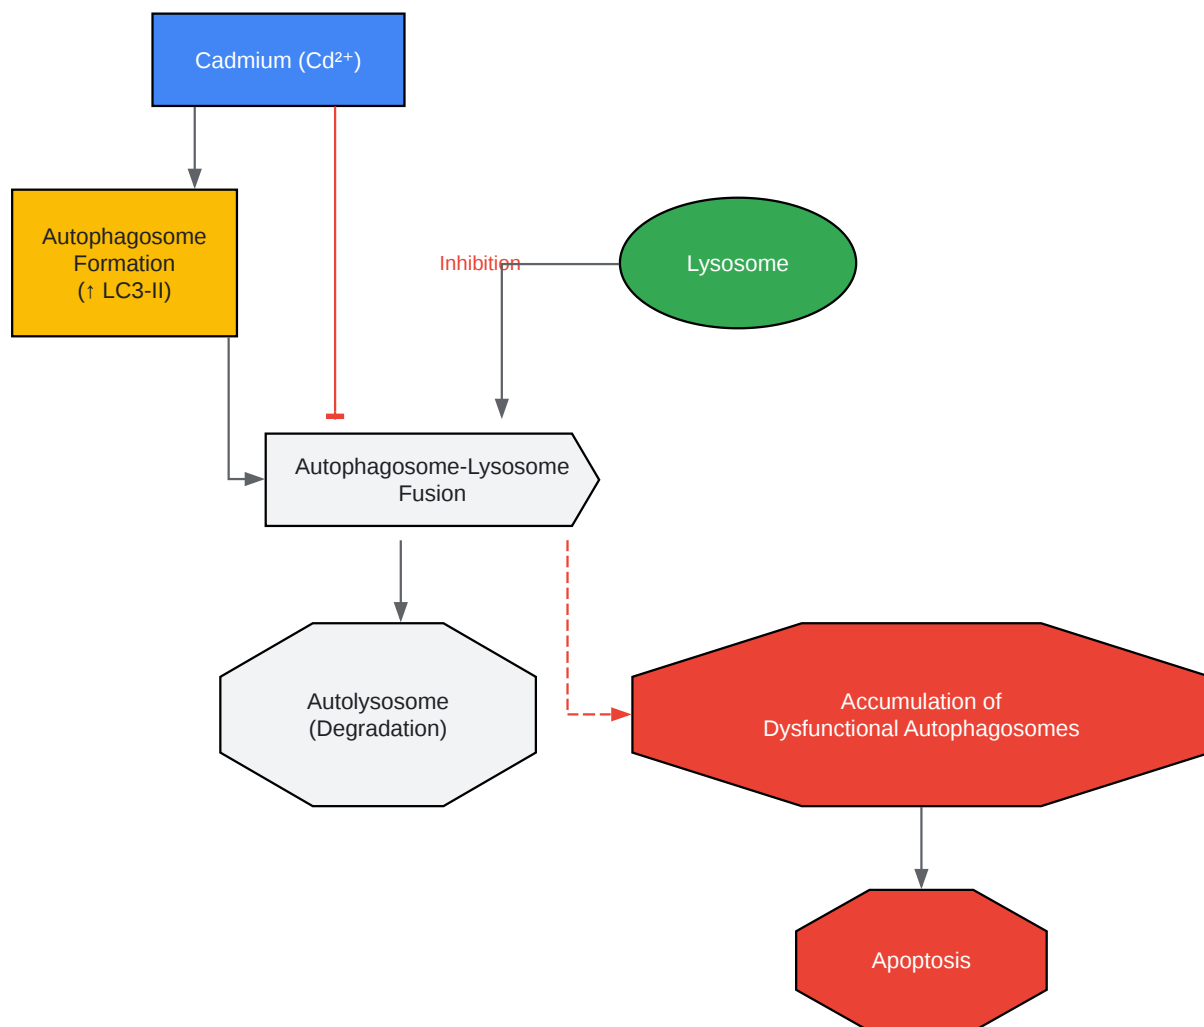 Cadmium (Cd²⁺)
Autophagosome
Formation
(↑ LC3-II)
Inhibition
Lysosome
Autophagosome-Lysosome
Fusion
Autolysosome
(Degradation)
Accumulation of
Dysfunctional Autophagosomes
Apoptosis